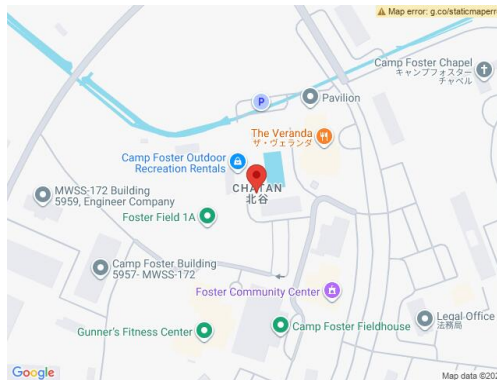 Map error: g.co/staticmaperr
Camp Foster Chapel
キャンプフォスター
チャペル
P
Pavilion
The Veranda
ザ・ヴェランダ
Camp Foster Outdoor
Recreation Rentals
CHATAN
北谷
MWSS-172 Building
5959, Engineer Company
Foster Field 1A
Camp Foster Building
5957- MWSS-172
Foster Community Center
Legal Office
法務局
Gunner's Fitness Center
Camp Foster Fieldhouse
Google
Map data ©202